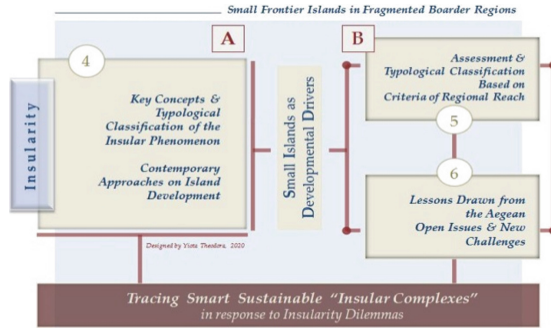 Small Frontier Islands in Fragmented Boarder Regions
A
B
4
Insularity
Key Concepts &
Typological
Classification of the
Insular Phenomenon
Contemporary
Approaches on Island
Development
Designed by Yiota Theodora, 2020
Small Islands as
Developmental Drivers
Assessment &
Typological Classification
Based on
Criteria of Regional Reach
5
6
Lessons Drawn from
the Aegean
Open Issues & New
Challenges
Tracing Smart Sustainable “Insular Complexes”
in response to Insularity Dilemmas